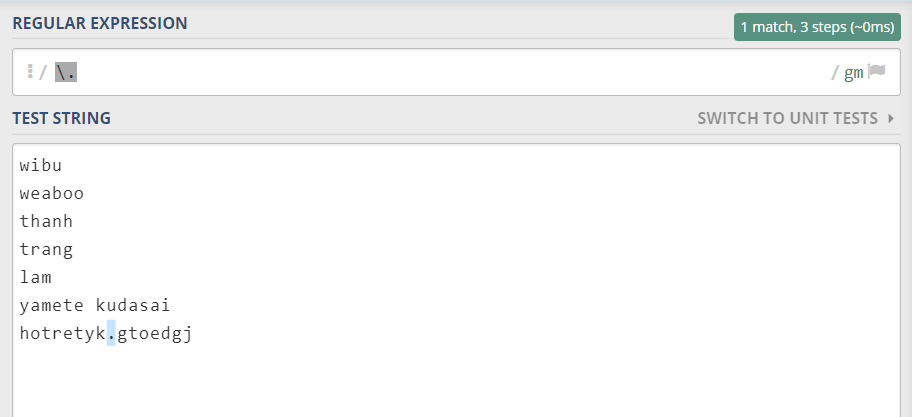 REGULAR EXPRESSION
1 match, 3 steps (~0ms)
/ \. / gm
TEST STRING
SWITCH TO UNIT TESTS
wibu
weaboo
thanh
trang
lam
yamete kudasai
hotretyk.gtoedgj